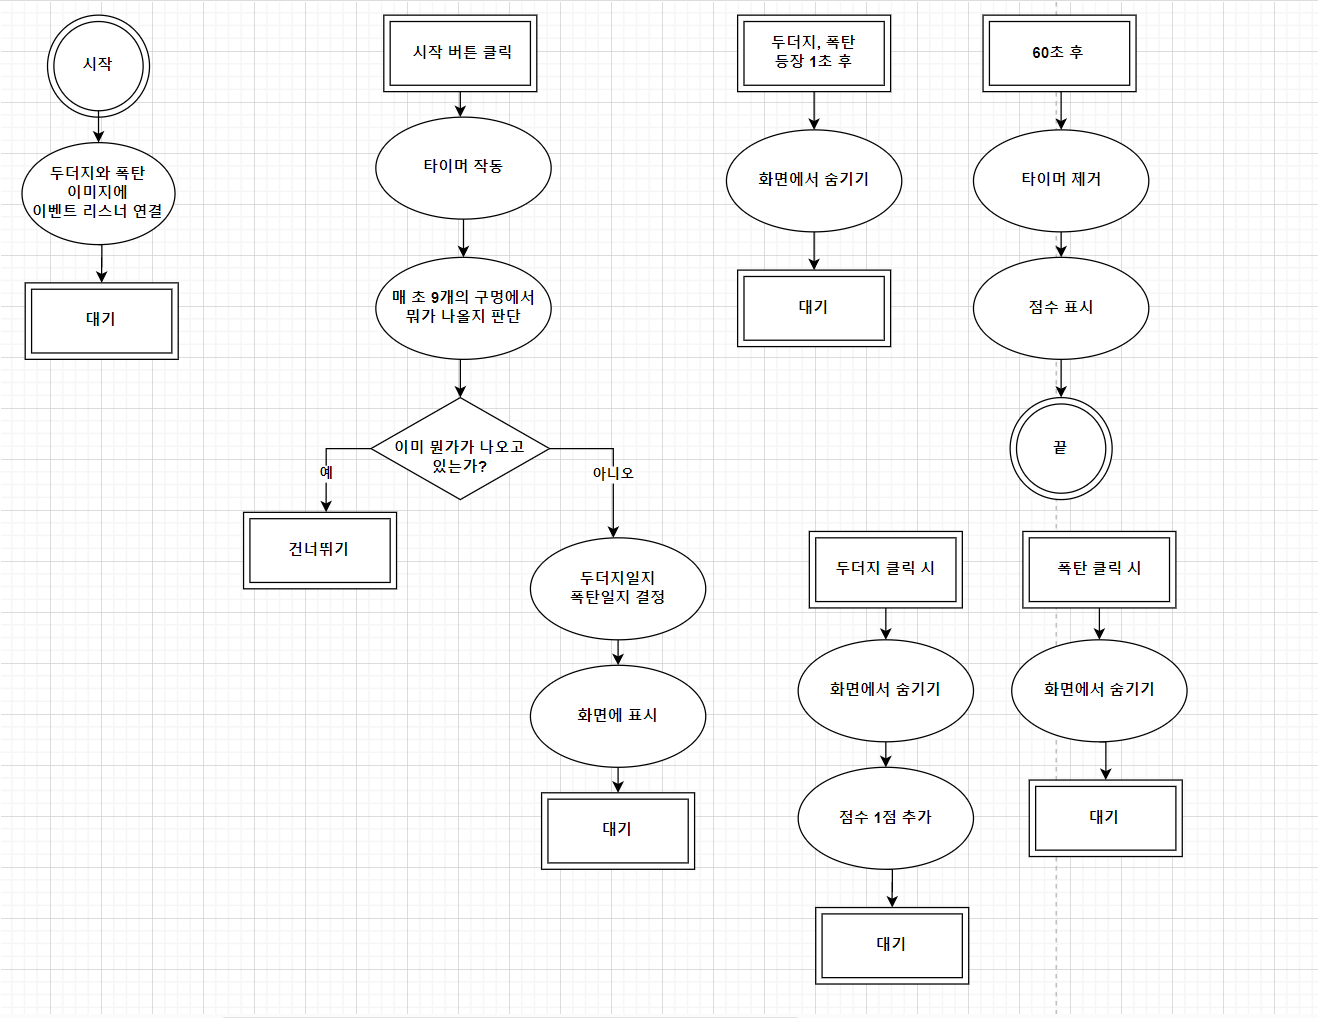 시작
두더지와 폭탄
이미지에
이벤트 리스너 연결
대기
시작 버튼 클릭
타이머 작동
매 초 9개의 구멍에서
뭐가 나올지 판단
이미 뭔가가 나오고
있는가?
예
아니오
건너뛰기
두더지일지
폭탄일지 결정
화면에 표시
대기
두더지, 폭탄
등장 1초 후
화면에서 숨기기
대기
60초 후
타이머 제거
점수 표시
끝
두더지 클릭 시
화면에서 숨기기
점수 1점 추가
대기
폭탄 클릭 시
화면에서 숨기기
대기